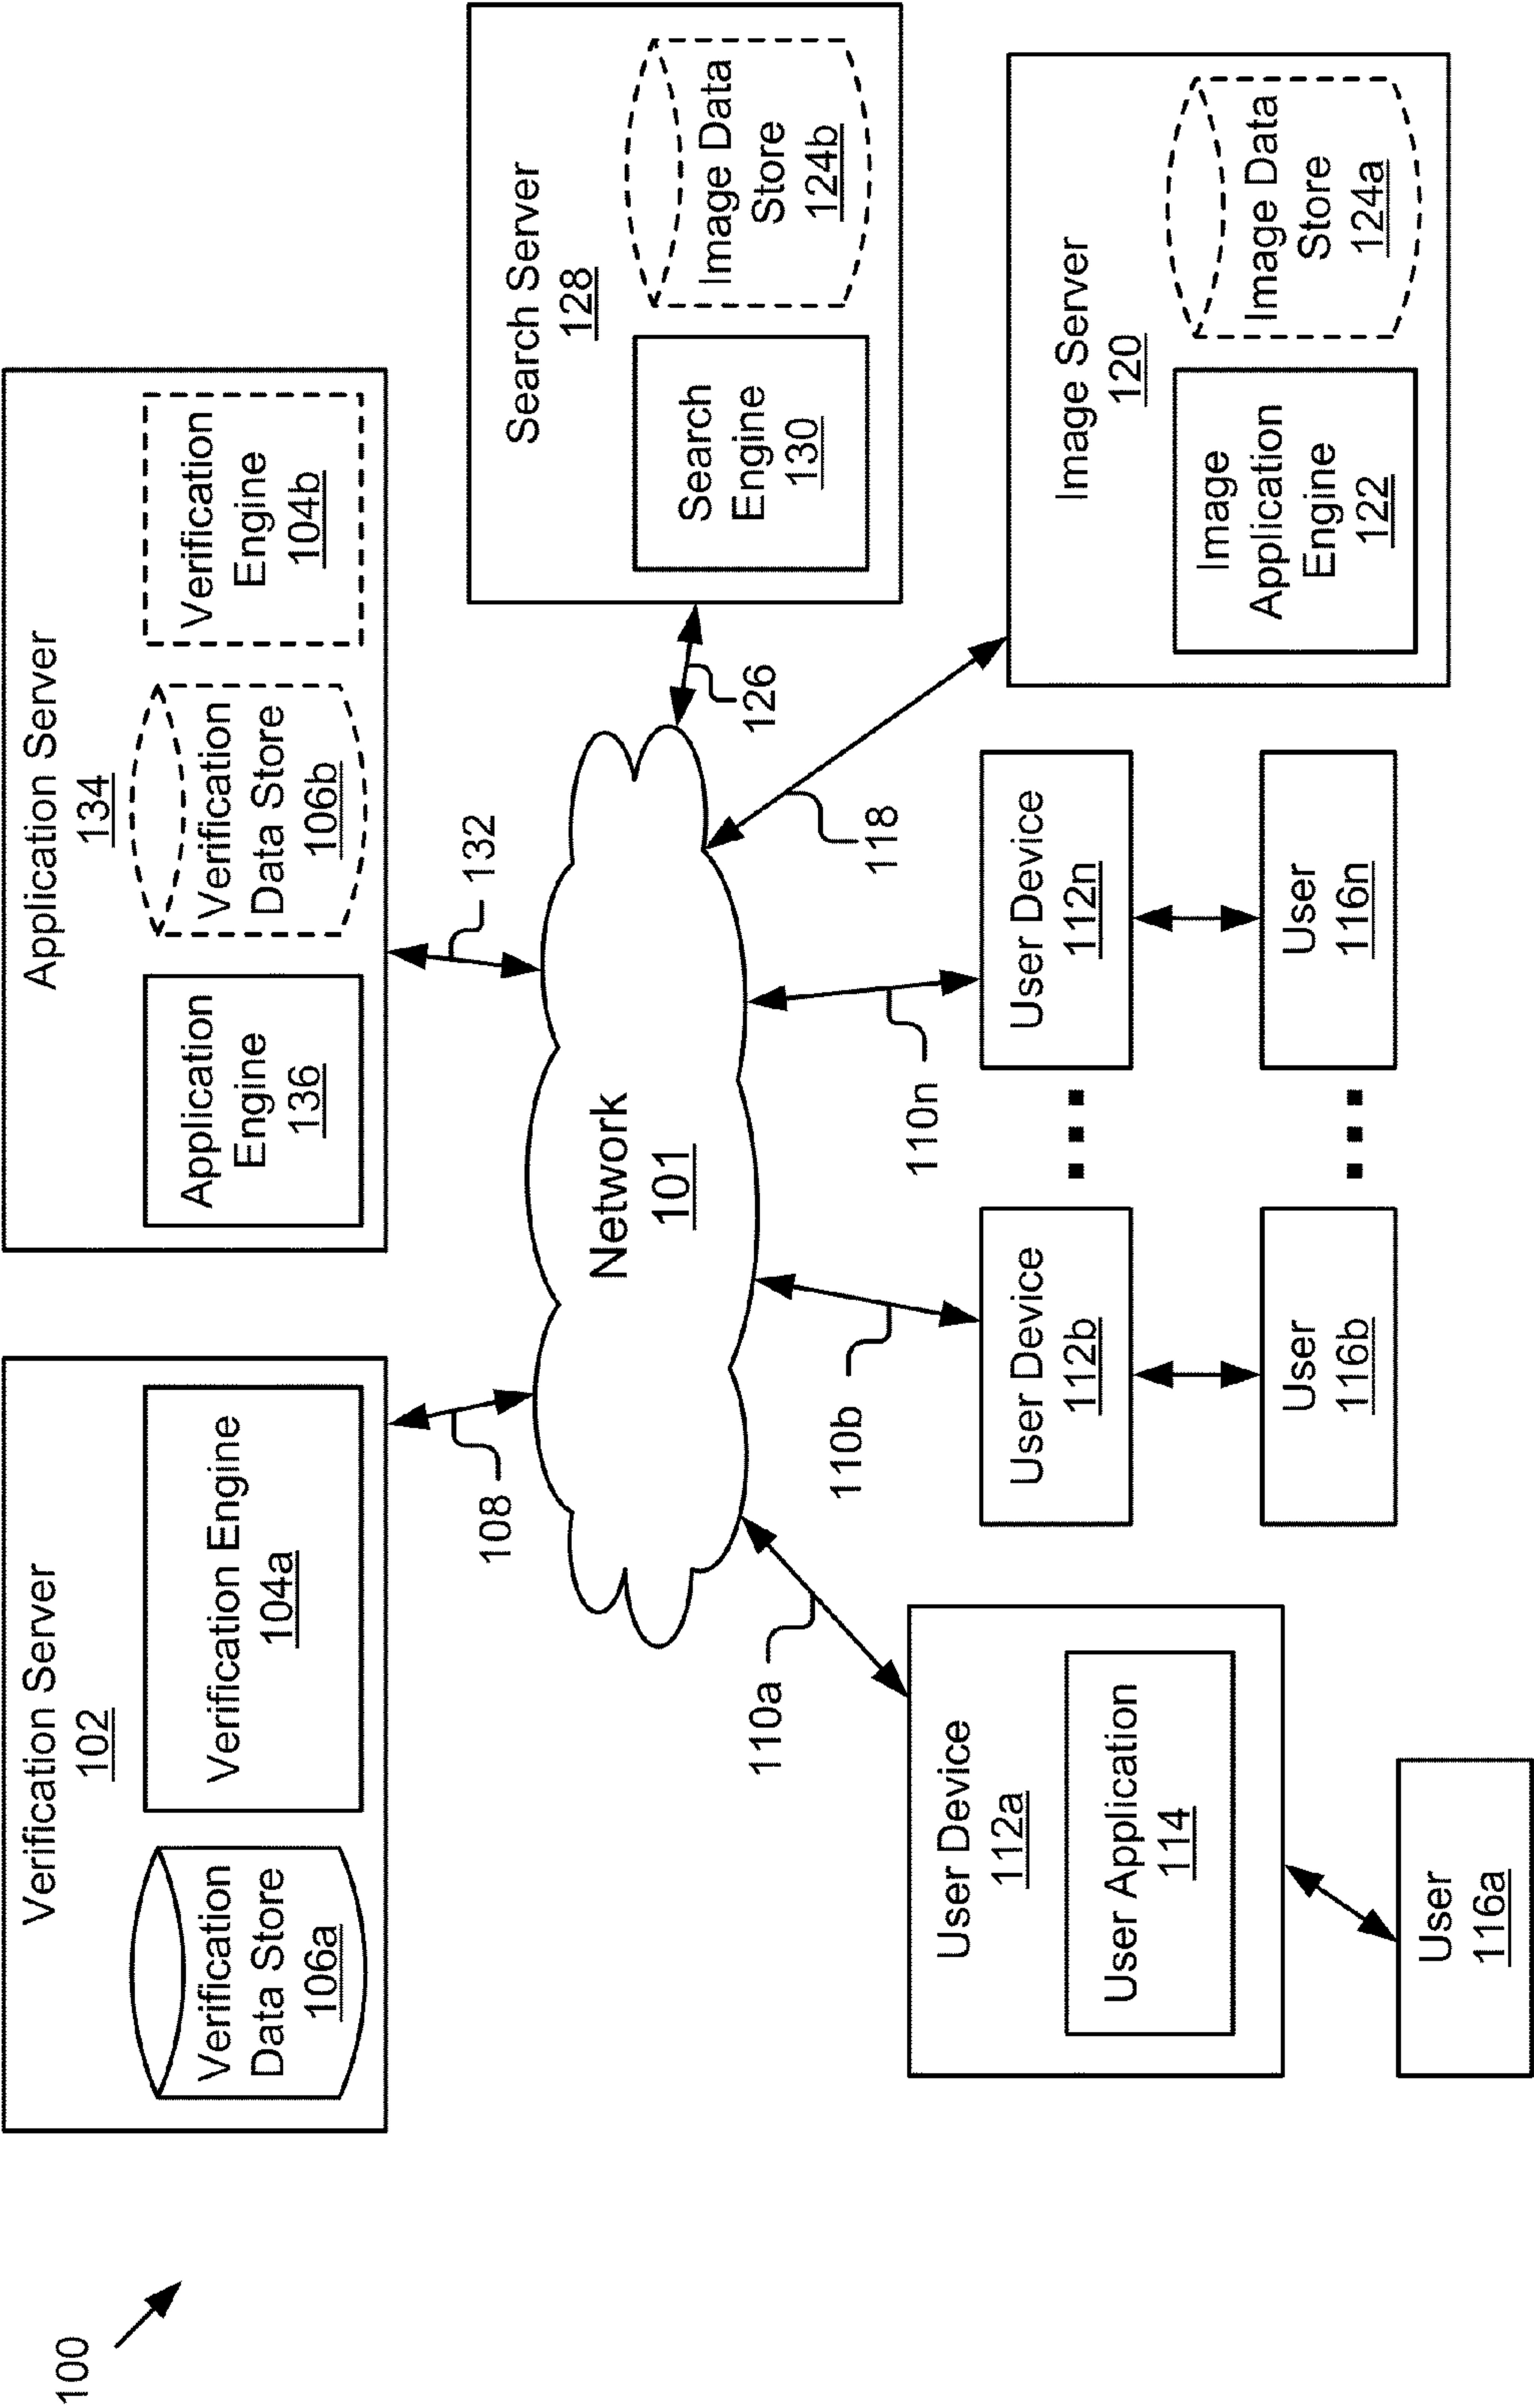 100
Verification Server
102
Verification
Data Store
106a
Verification Engine
104a
Application Server
134
Application
Engine
136
Verification
Data Store
106b
Verification
Engine
104b
108
132
Network
101
126
Search Server
128
Search
Engine
130
Image Data
Store
124b
110a
110b
110n
118
User Device
112a
User Application
114
User Device
112b
User Device
112n
Image Server
120
Image
Application
Engine
122
Image Data
Store
124a
User
116a
User
116b
User
116n